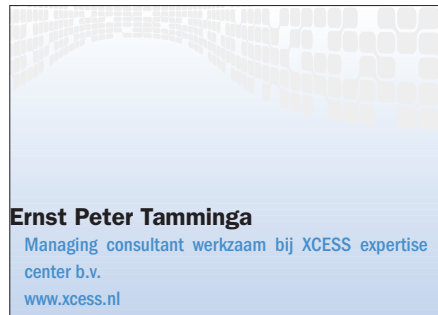 Ernst Peter Tamminga
Managing consultant werkzaam bij XCESS expertise
center b.v.
www.xcess.nl